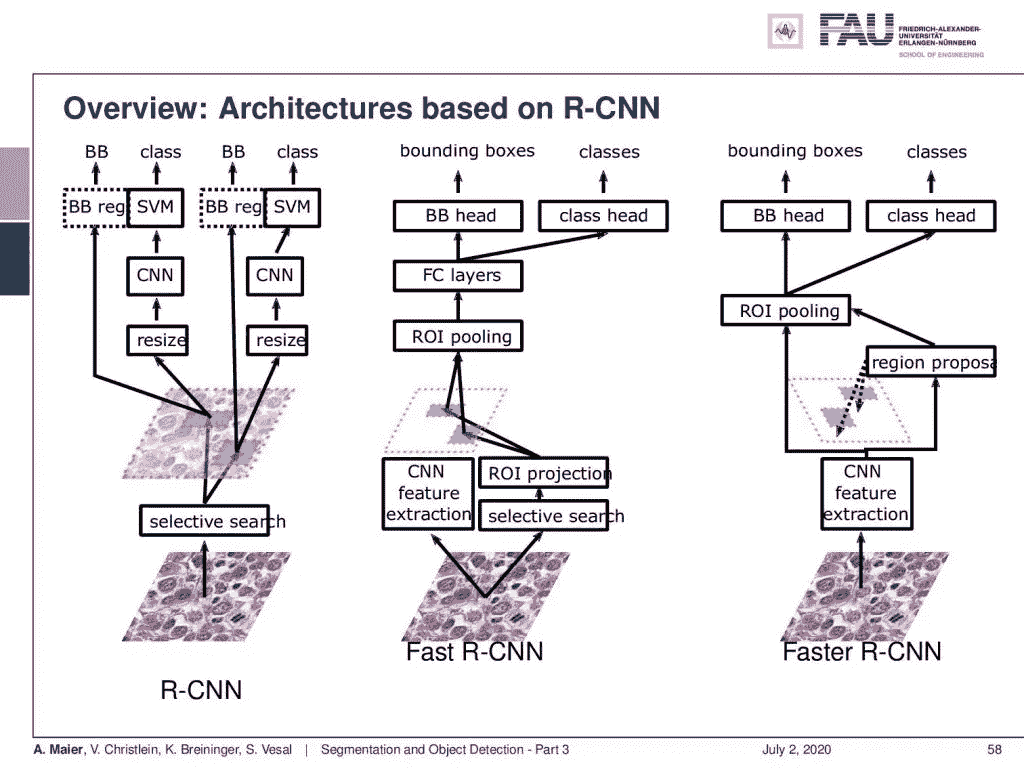 FAU
FRIEDRICH-ALEXANDER-
UNIVERSITÄT
ERLANGEN-NÜRNBERG
SCHOOL OF ENGINEERING
Overview: Architectures based on R-CNN
BB class BB class
BB reg SVM BB reg SVM
CNN CNN
resize resize
selective search
R-CNN
bounding boxes classes
BB head class head
FC layers
ROI pooling
CNN
feature
extraction
ROI projection
selective search
Fast R-CNN
bounding boxes classes
BB head class head
ROI pooling
region proposa
CNN
feature
extraction
Faster R-CNN
A. Maier, V. Christlein, K. Breininger, S. Vesal | Segmentation and Object Detection - Part 3 July 2, 2020 58